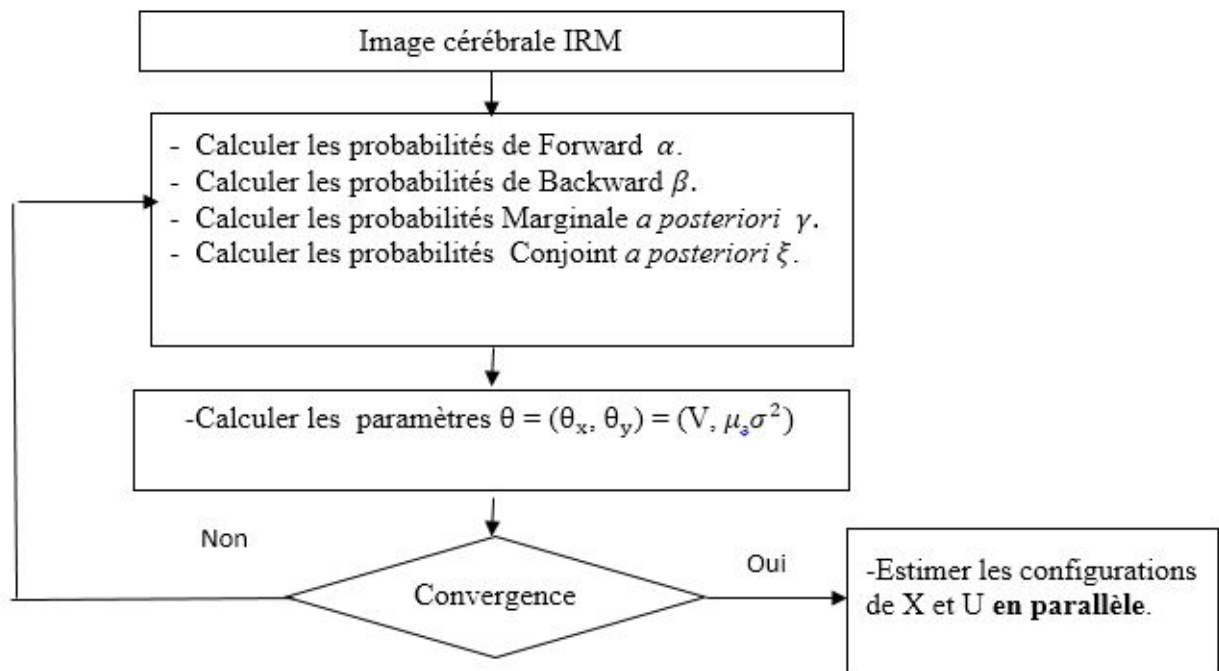 Image cérébrale IRM
- Calculer les probabilités de Forward α.
- Calculer les probabilités de Backward β.
- Calculer les probabilités Marginale a posteriori γ.
- Calculer les probabilités Conjoint a posteriori ξ.
-Calculer les paramètres θ = (θₓ, θ_y) = (V, μ,σ²)
Non
Convergence
Oui
-Estimer les configurations
de X et U en parallèle.